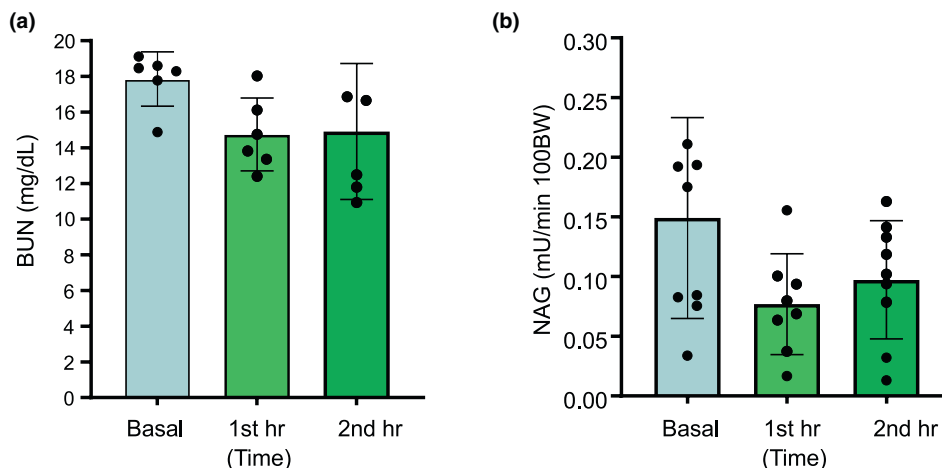 (a)
BUN (mg/dL)
20
18
16
14
12
10
8
6
4
2
0
Basal 1st hr 2nd hr
(Time)
(b)
NAG (mU/min 100BW)
0.30
0.25
0.20
0.15
0.10
0.05
0.00
Basal 1st hr 2nd hr
(Time)